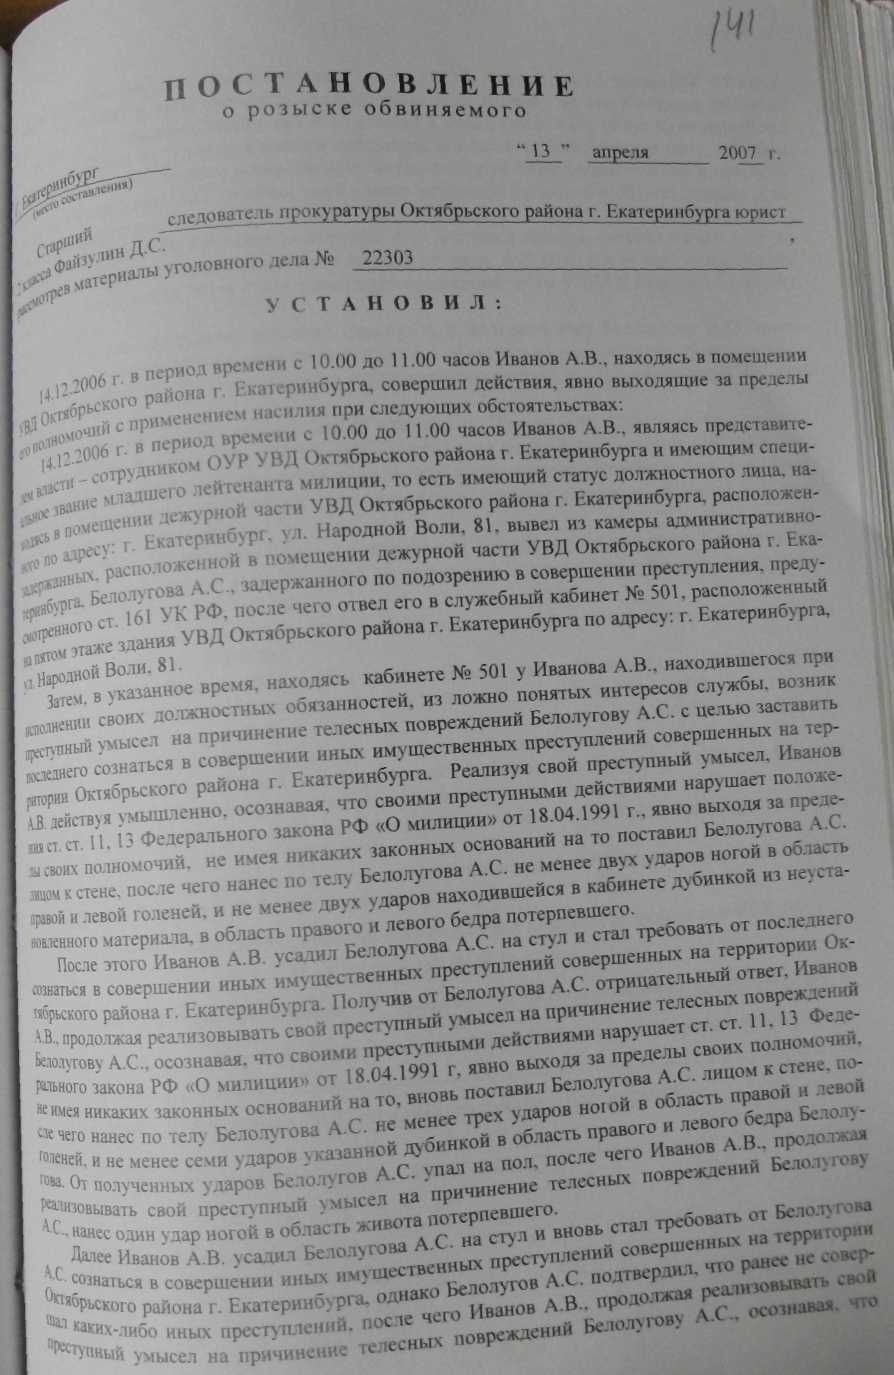 141
ПОСТАНОВЛЕНИЕ
о розыске обвиняемого
“ 13 ” апреля 2007 г.
г. Екатеринбург
(место составления)
Старший следователь прокуратуры Октябрьского района г. Екатеринбурга юрист
2 класса Файзулин Д.С. ,
рассмотрев материалы уголовного дела № 22303
УСТАНОВИЛ:
14.12.2006 г. в период времени с 10.00 до 11.00 часов Иванов А.В., находясь в помещении
УВД Октябрьского района г. Екатеринбурга, совершил действия, явно выходящие за пределы
его полномочий с применением насилия при следующих обстоятельствах:
14.12.2006 г. в период времени с 10.00 до 11.00 часов Иванов А.В., являясь представите-
лем власти – сотрудником ОУР УВД Октябрьского района г. Екатеринбурга и имеющим специ-
альное звание младшего лейтенанта милиции, то есть имеющий статус должностного лица, на-
ходясь в помещении дежурной части УВД Октябрьского района г. Екатеринбурга, расположен-
ного по адресу: г. Екатеринбург, ул. Народной Воли, 81, вывел из камеры административно-
задержанных, расположенной в помещении дежурной части УВД Октябрьского района г. Ека-
теринбурга, Белолугова А.С., задержанного по подозрению в совершении преступления, преду-
смотренного ст. 161 УК РФ, после чего отвел его в служебный кабинет № 501, расположенный
на пятом этаже здания УВД Октябрьского района г. Екатеринбурга по адресу: г. Екатеринбурга,
ул. Народной Воли, 81.
Затем, в указанное время, находясь кабинете № 501 у Иванова А.В., находившегося при
исполнении своих должностных обязанностей, из ложно понятых интересов службы, возник
преступный умысел на причинение телесных повреждений Белолугову А.С. с целью заставить
последнего сознаться в совершении иных имущественных преступлений совершенных на тер-
ритории Октябрьского района г. Екатеринбурга. Реализуя свой преступный умысел, Иванов
А.В. действуя умышленно, осознавая, что своими преступными действиями нарушает положе-
ния ст. ст. 11, 13 Федерального закона РФ «О милиции» от 18.04.1991 г., явно выходя за преде-
лы своих полномочий, не имея никаких законных оснований на то поставил Белолугова А.С.
лицом к стене, после чего нанес по телу Белолугова А.С. не менее двух ударов ногой в область
правой и левой голеней, и не менее двух ударов находившейся в кабинете дубинкой из неуста-
новленного материала, в область правого и левого бедра потерпевшего.
После этого Иванов А.В. усадил Белолугова А.С. на стул и стал требовать от последнего
сознаться в совершении иных имущественных преступлений совершенных на территории Ок-
тябрьского района г. Екатеринбурга. Получив от Белолугова А.С. отрицательный ответ, Иванов
А.В., продолжая реализовывать свой преступный умысел на причинение телесных повреждений
Белолугову А.С., осознавая, что своими преступными действиями нарушает ст. ст. 11, 13 Феде-
рального закона РФ «О милиции» от 18.04.1991 г, явно выходя за пределы своих полномочий,
не имея никаких законных оснований на то, вновь поставил Белолугова А.С. лицом к стене, по-
сле чего нанес по телу Белолугова А.С. не менее трех ударов ногой в область правой и левой
голеней, и не менее семи ударов указанной дубинкой в область правого и левого бедра Белолу-
гова. От полученных ударов Белолугов А.С. упал на пол, после чего Иванов А.В., продолжая
реализовывать свой преступный умысел на причинение телесных повреждений Белолугову
А.С., нанес один удар ногой в область живота потерпевшего.
Далее Иванов А.В. усадил Белолугова А.С. на стул и вновь стал требовать от Белолугова
А.С. сознаться в совершении иных имущественных преступлений совершенных на территории
Октябрьского района г. Екатеринбурга, однако Белолугов А.С. подтвердил, что ранее не совер-
шал каких-либо иных преступлений, после чего Иванов А.В., продолжая реализовывать свой
преступный умысел на причинение телесных повреждений Белолугову А.С., осознавая, что